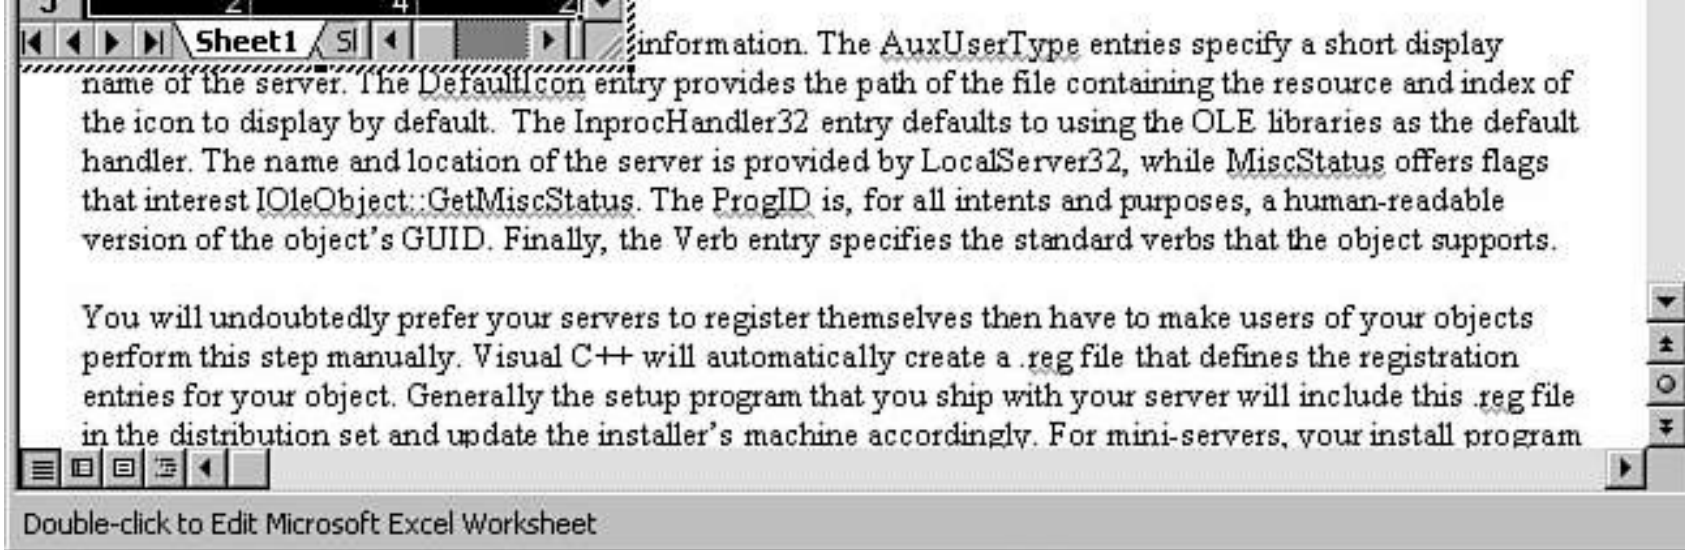 2 4 2
Sheet1
information. The AuxUserType entries specify a short display
name of the server. The DefaultIcon entry provides the path of the file containing the resource and index of
the icon to display by default.  The InprocHandler32 entry defaults to using the OLE libraries as the default
handler. The name and location of the server is provided by LocalServer32, while MiscStatus offers flags
that interest IOleObject::GetMiscStatus. The ProgID is, for all intents and purposes, a human-readable
version of the object's GUID. Finally, the Verb entry specifies the standard verbs that the object supports.
You will undoubtedly prefer your servers to register themselves then have to make users of your objects
perform this step manually. Visual C++ will automatically create a .reg file that defines the registration
entries for your object. Generally the setup program that you ship with your server will include this .reg file
in the distribution set and update the installer's machine accordingly. For mini-servers, your install program
Double-click to Edit Microsoft Excel Worksheet